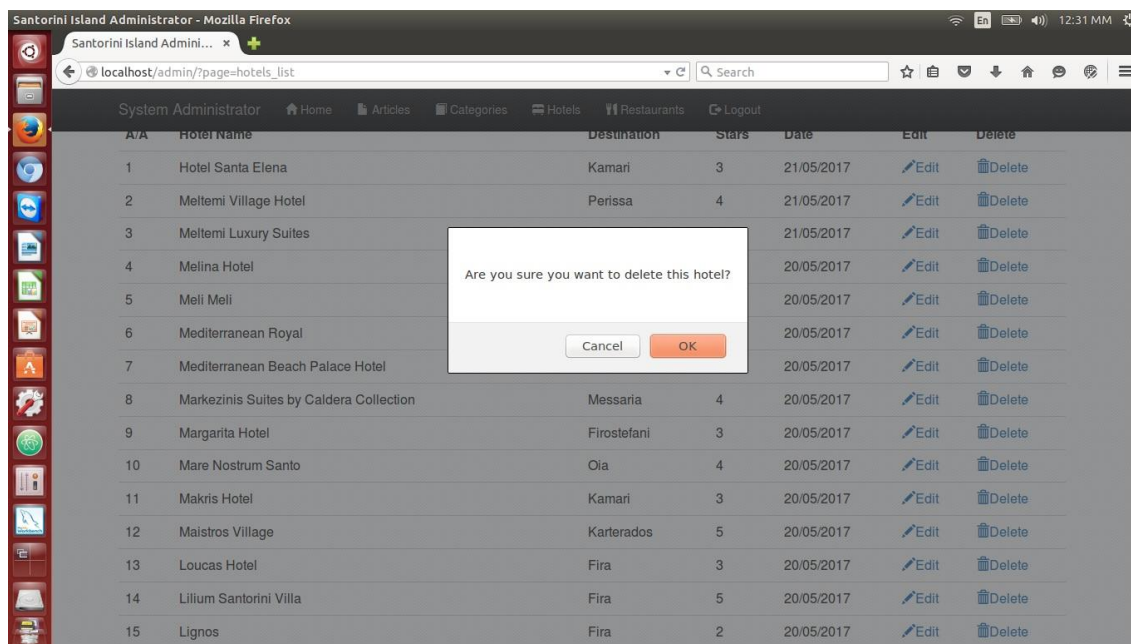 Santorini Island Administrator - Mozilla Firefox En 12:31 MM
Santorini Island Admini... ×
localhost/admin/?page=hotels_list Search
System Administrator Home Articles Categories Hotels Restaurants Logout
A/A Hotel Name Destination Stars Date Edit Delete
1 Hotel Santa Elena Kamari 3 21/05/2017 Edit Delete
2 Meltemi Village Hotel Perissa 4 21/05/2017 Edit Delete
3 Meltemi Luxury Suites 21/05/2017 Edit Delete
4 Melina Hotel 20/05/2017 Edit Delete
Are you sure you want to delete this hotel?
5 Meli Meli 20/05/2017 Edit Delete
6 Mediterranean Royal 20/05/2017 Edit Delete
Cancel OK
7 Mediterranean Beach Palace Hotel 20/05/2017 Edit Delete
8 Markezinis Suites by Caldera Collection Messaria 4 20/05/2017 Edit Delete
9 Margarita Hotel Firostefani 3 20/05/2017 Edit Delete
10 Mare Nostrum Santo Oia 4 20/05/2017 Edit Delete
11 Makris Hotel Kamari 3 20/05/2017 Edit Delete
12 Maistros Village Karterados 5 20/05/2017 Edit Delete
13 Loucas Hotel Fira 3 20/05/2017 Edit Delete
14 Lilium Santorini Villa Fira 5 20/05/2017 Edit Delete
15 Lignos Fira 2 20/05/2017 Edit Delete